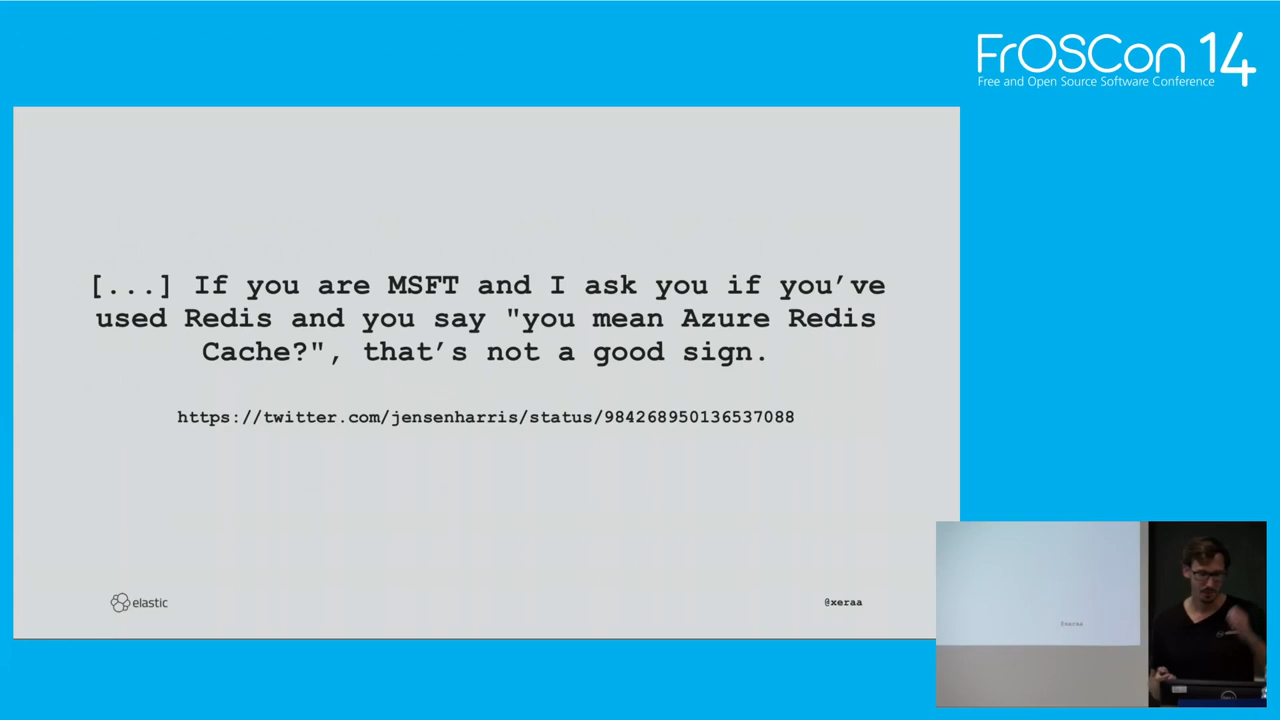 FrOSCon 14
Free and Open Source Software Conference
[...] If you are MSFT and I ask you if you’ve
used Redis and you say "you mean Azure Redis
Cache?", that’s not a good sign.
https://twitter.com/jensenharris/status/984268950136537088
elastic
@xeraa
@xeraa